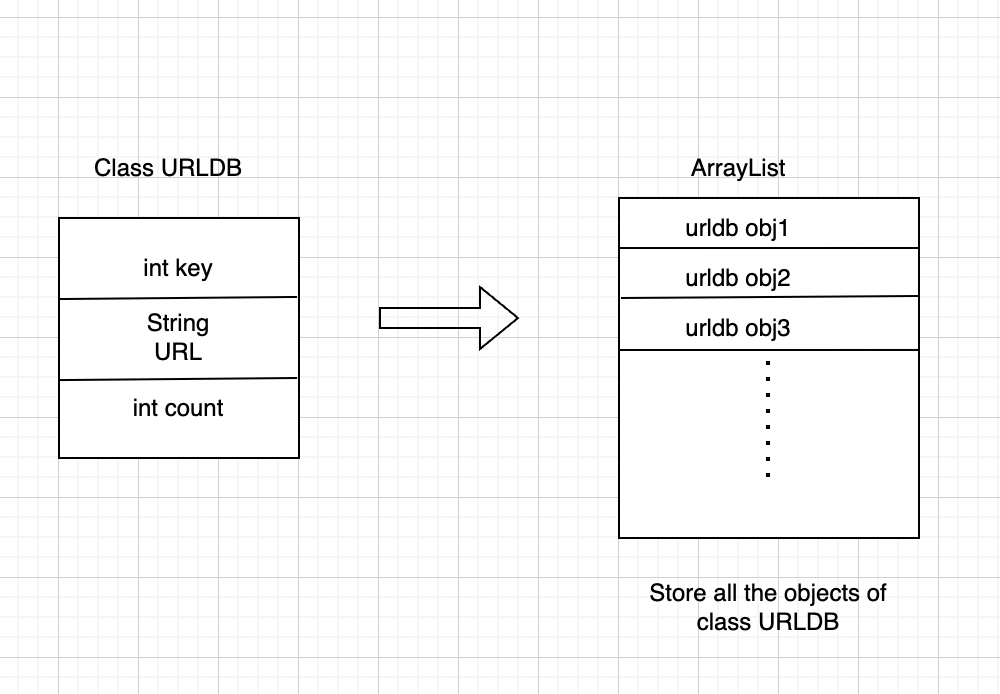 Class URLDB
int key
String
URL
int count
ArrayList
urldb obj1
urldb obj2
urldb obj3
Store all the objects of
class URLDB